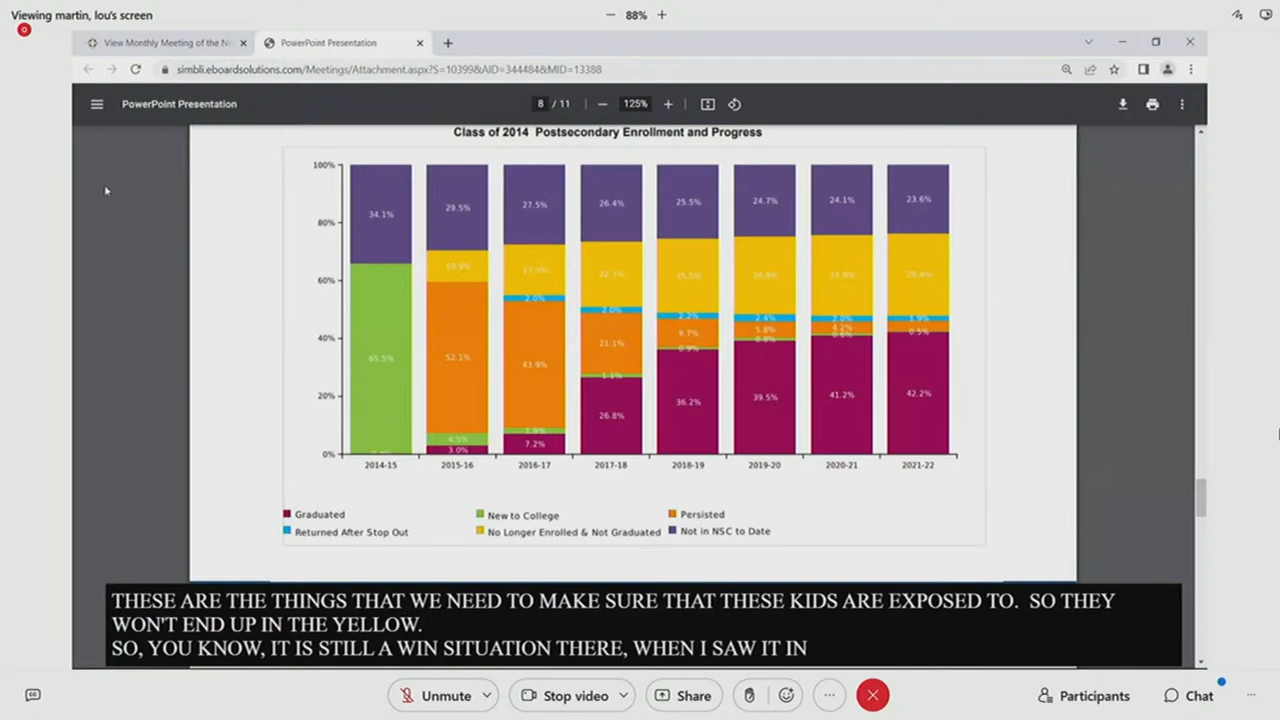 Viewing martin, lou's screen
88%
View Monthly Meeting of the No
PowerPoint Presentation
simbli.eboardsolutions.com/Meetings/Attachment.aspx?S=10399&AID=344484&MID=13388
PowerPoint Presentation
8 / 11
125%
Class of 2014 Postsecondary Enrollment and Progress
100%
80%
60%
40%
20%
0%
34.1% 29.5% 27.5% 26.4% 25.5% 24.7% 24.1% 23.6%
65.5% 52.1% 43.9% 21.1% 9.7% 5.8% 4.2% 0.5%
4.5% 1.1% 0.9% 0.8%
2.0% 2.0% 2.2% 2.4% 2.0%
3.0% 7.2% 26.8% 36.2% 39.5% 41.2% 42.2%
2014-15 2015-16 2016-17 2017-18 2018-19 2019-20 2020-21 2021-22
Graduated New to College Persisted
Returned After Stop Out No Longer Enrolled & Not Graduated Not in NSC to Date
THESE ARE THE THINGS THAT WE NEED TO MAKE SURE THAT THESE KIDS ARE EXPOSED TO. SO THEY
WON'T END UP IN THE YELLOW.
SO, YOU KNOW, IT IS STILL A WIN SITUATION THERE, WHEN I SAW IT IN
Unmute
Stop video
Share
Participants
Chat